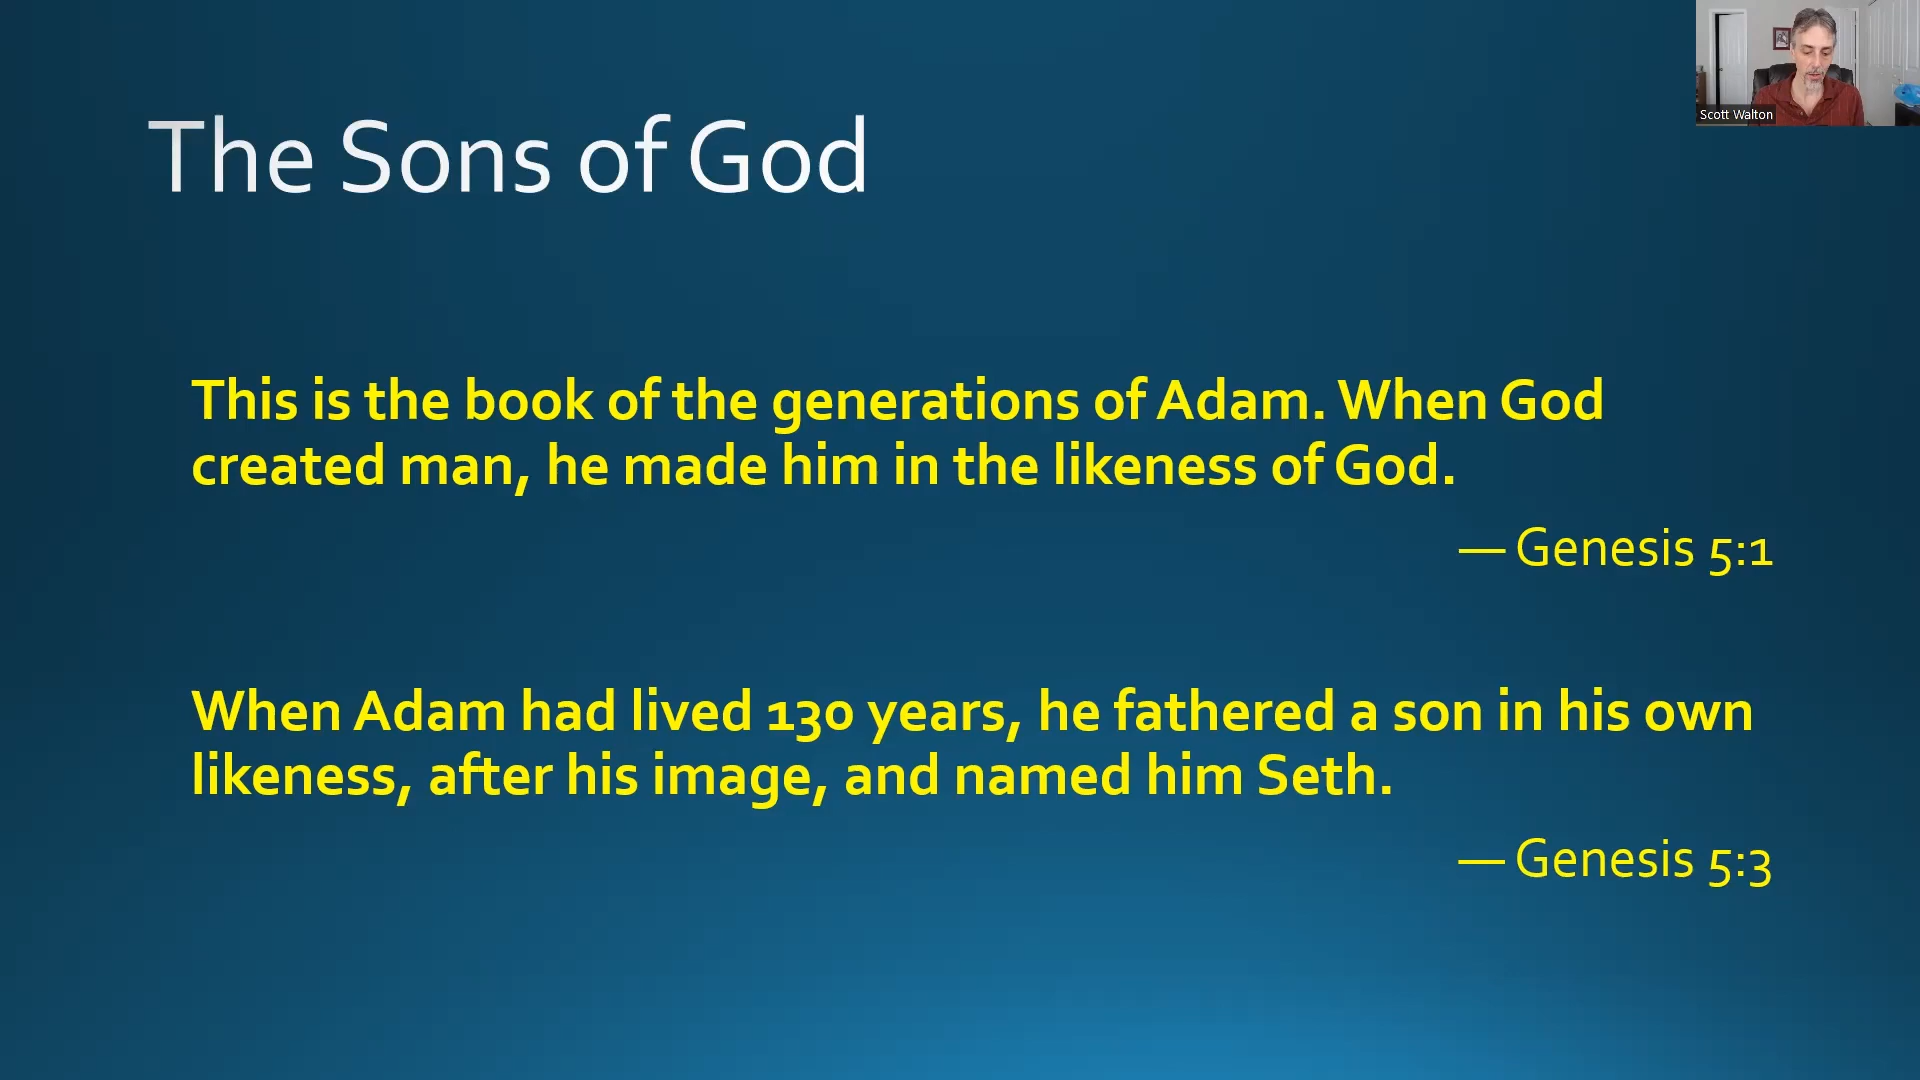 Scott Walton
The Sons of God
This is the book of the generations of Adam. When God
created man, he made him in the likeness of God.
— Genesis 5:1
When Adam had lived 130 years, he fathered a son in his own
likeness, after his image, and named him Seth.
— Genesis 5:3